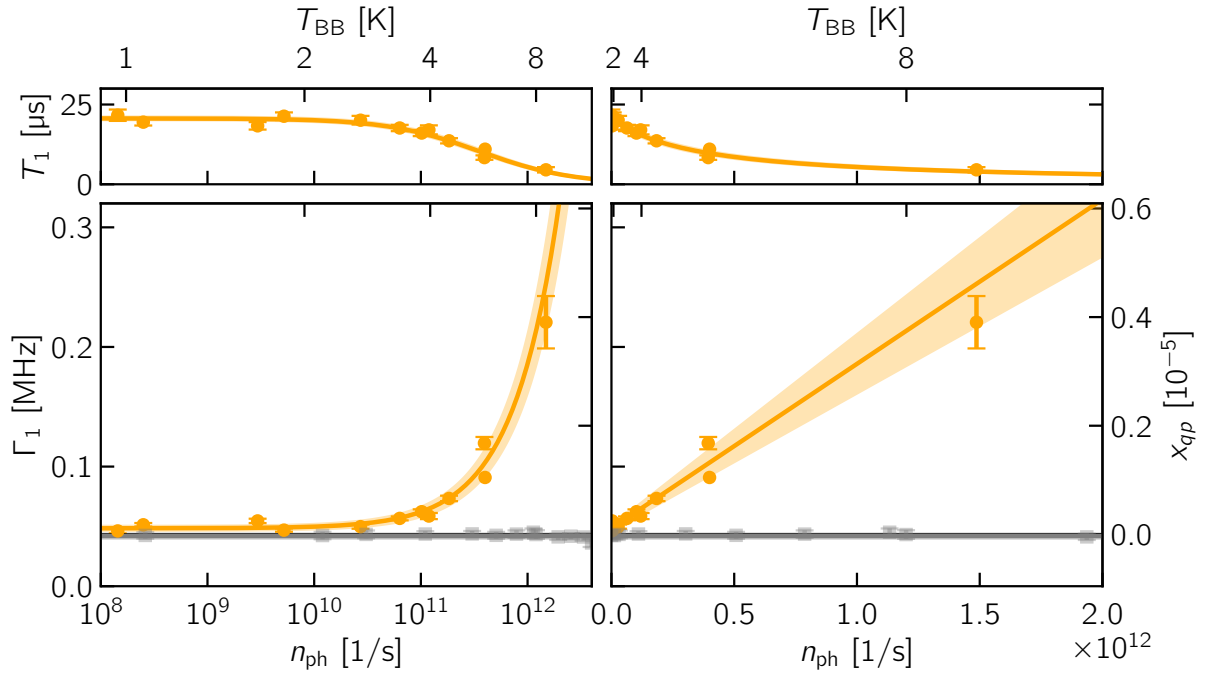 T_BB [K] T_BB [K]
1 2 4 8 2 4 8
25
T_1 [μs]
0
0.3 0.6
0.2 0.4
Γ_1 [MHz] x_qp [10^−5]
0.1 0.2
0.0 0.0
10^8 10^9 10^10 10^11 10^12 0.0 0.5 1.0 1.5 2.0
n_ph [1/s] n_ph [1/s] ×10^12